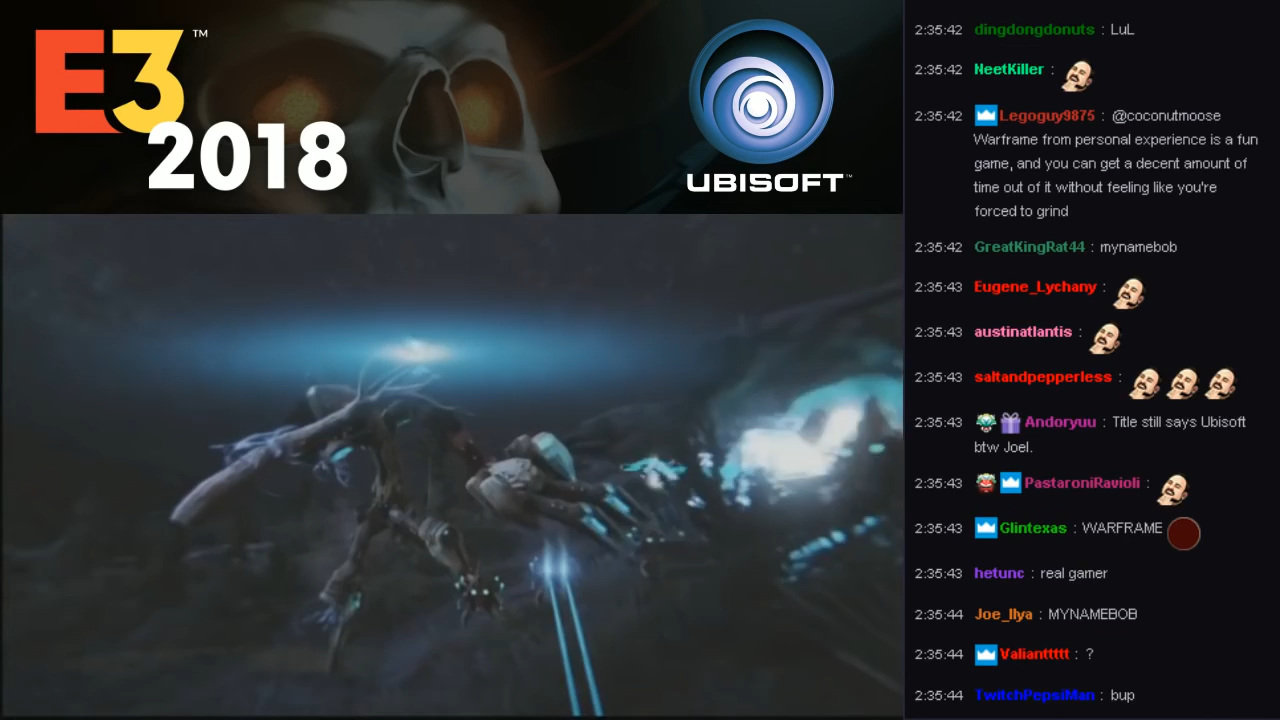 E3™
2018
UBISOFT™
2:35:42 dingdongdonuts : LuL
2:35:42 NeetKiller :
2:35:42 Legoguy9875 : @coconutmoose
Warframe from personal experience is a fun
game, and you can get a decent amount of
time out of it without feeling like you're
forced to grind
2:35:42 GreatKingRat44 : mynamebob
2:35:43 Eugene_Lychany :
2:35:43 austinatlantis :
2:35:43 saltandpepperless :
2:35:43 Andoryuu : Title still says Ubisoft
btw Joel.
2:35:43 PastaroniRavioli :
2:35:43 Glintexas : WARFRAME
2:35:43 hetunc : real gamer
2:35:44 Joe_Ilya : MYNAMEBOB
2:35:44 Valianttttt : ?
2:35:44 TwitchPepsiMan : bup